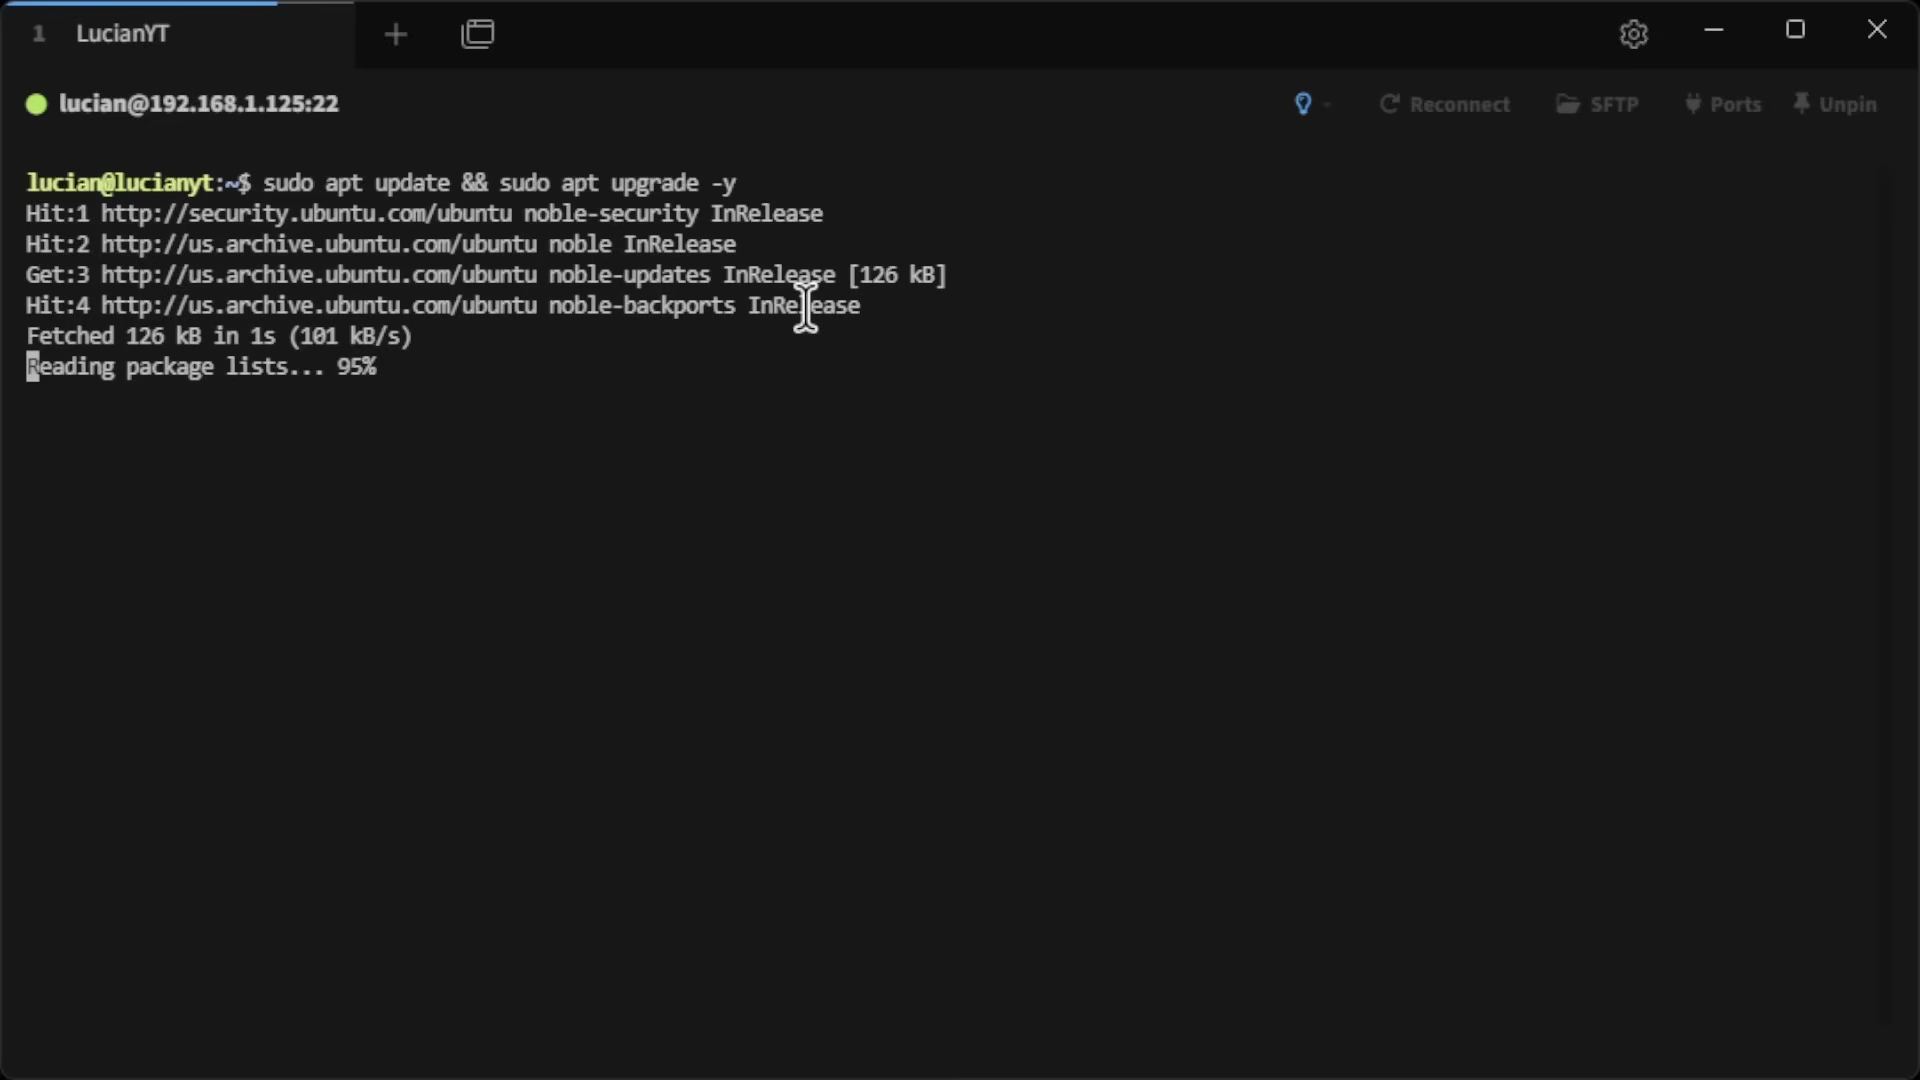 1 LucianYT
lucian@192.168.1.125:22 Reconnect SFTP Ports Unpin
lucian@lucianyt:~$ sudo apt update && sudo apt upgrade -y
Hit:1 http://security.ubuntu.com/ubuntu noble-security InRelease
Hit:2 http://us.archive.ubuntu.com/ubuntu noble InRelease
Get:3 http://us.archive.ubuntu.com/ubuntu noble-updates InRelease [126 kB]
Hit:4 http://us.archive.ubuntu.com/ubuntu noble-backports InRelease
Fetched 126 kB in 1s (101 kB/s)
Reading package lists... 95%